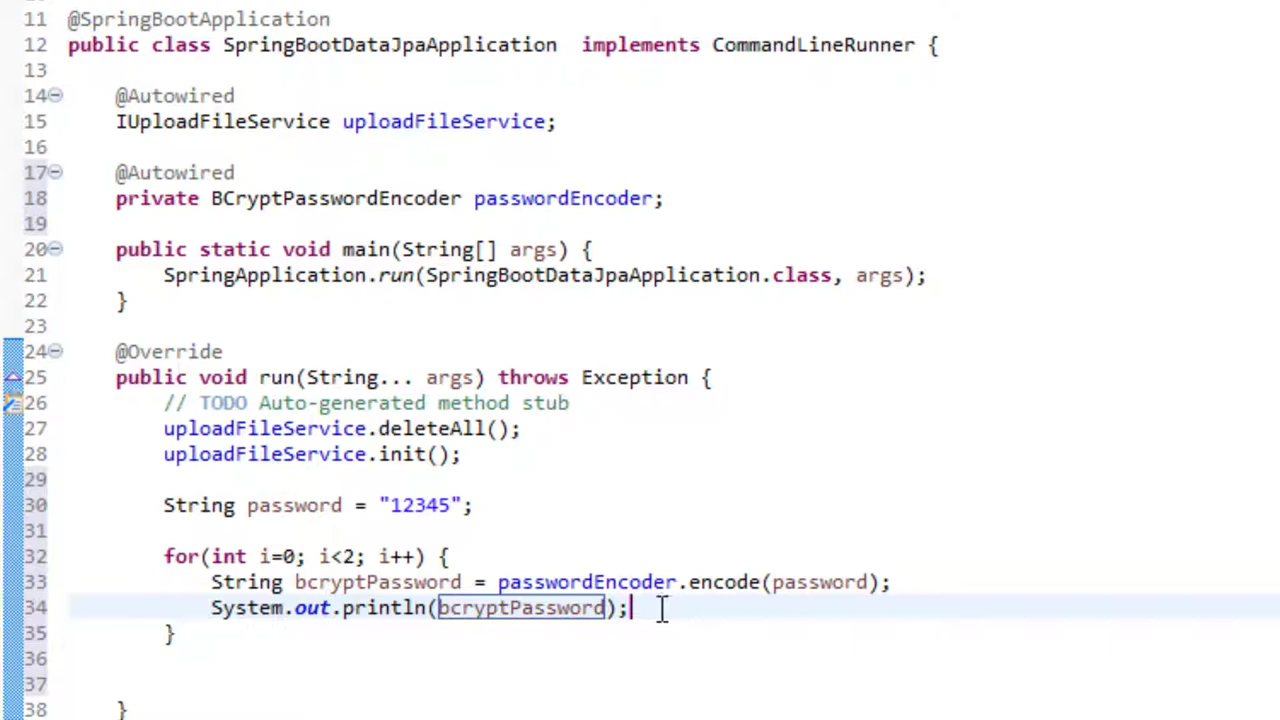 11 @SpringBootApplication
12 public class SpringBootDataJpaApplication  implements CommandLineRunner {
13
14 @Autowired
15 IUploadFileService uploadFileService;
16
17 @Autowired
18 private BCryptPasswordEncoder passwordEncoder;
19
20 public static void main(String[] args) {
21 SpringApplication.run(SpringBootDataJpaApplication.class, args);
22 }
23
24 @Override
25 public void run(String... args) throws Exception {
26 // TODO Auto-generated method stub
27 uploadFileService.deleteAll();
28 uploadFileService.init();
29
30 String password = "12345";
31
32 for(int i=0; i<2; i++) {
33 String bcryptPassword = passwordEncoder.encode(password);
34 System.out.println(bcryptPassword);
35 }
36
37
38 }